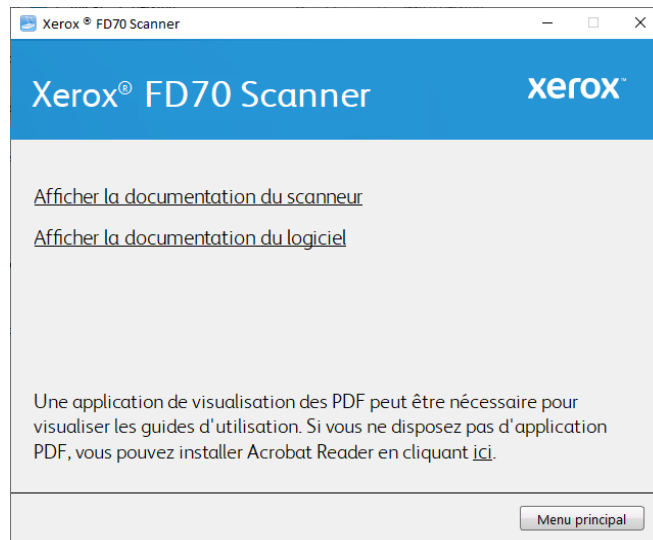 Xerox ® FD70 Scanner
Xerox® FD70 Scanner
xerox™
Afficher la documentation du scanneur
Afficher la documentation du logiciel
Une application de visualisation des PDF peut être nécessaire pour
visualiser les guides d'utilisation. Si vous ne disposez pas d'application
PDF, vous pouvez installer Acrobat Reader en cliquant ici.
Menu principal